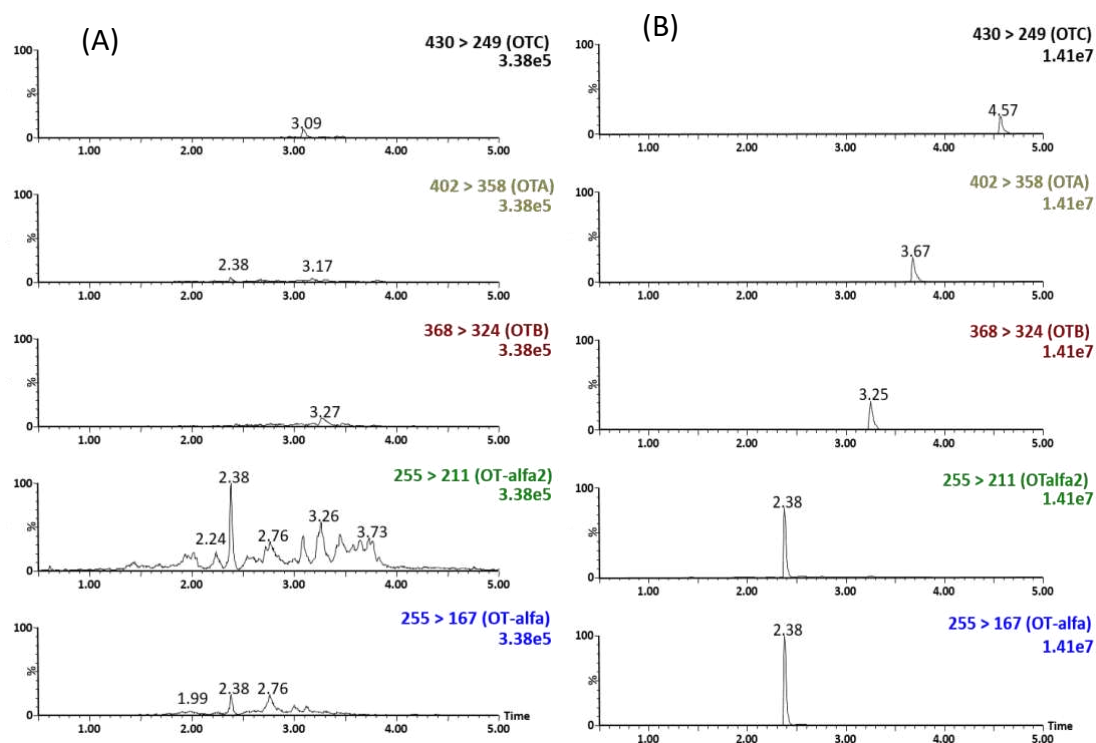 (A)
430 > 249 (OTC)
3.38e5
100
%
0
3.09
1.00 2.00 3.00 4.00 5.00
402 > 358 (OTA)
3.38e5
100
%
0
2.38 3.17
1.00 2.00 3.00 4.00 5.00
368 > 324 (OTB)
3.38e5
100
%
0
3.27
1.00 2.00 3.00 4.00 5.00
255 > 211 (OT-alfa2)
3.38e5
100
%
0
2.24 2.38 2.76 3.26 3.73
1.00 2.00 3.00 4.00 5.00
255 > 167 (OT-alfa)
3.38e5
100
%
0
1.99 2.38 2.76
Time
1.00 2.00 3.00 4.00 5.00
(B)
430 > 249 (OTC)
1.41e7
100
%
0
4.57
1.00 2.00 3.00 4.00 5.00
402 > 358 (OTA)
1.41e7
100
%
0
3.67
1.00 2.00 3.00 4.00 5.00
368 > 324 (OTB)
1.41e7
100
%
0
3.25
1.00 2.00 3.00 4.00 5.00
255 > 211 (OTalfa2)
1.41e7
100
%
0
2.38
1.00 2.00 3.00 4.00 5.00
255 > 167 (OT-alfa)
1.41e7
100
%
0
2.38
Time
1.00 2.00 3.00 4.00 5.00